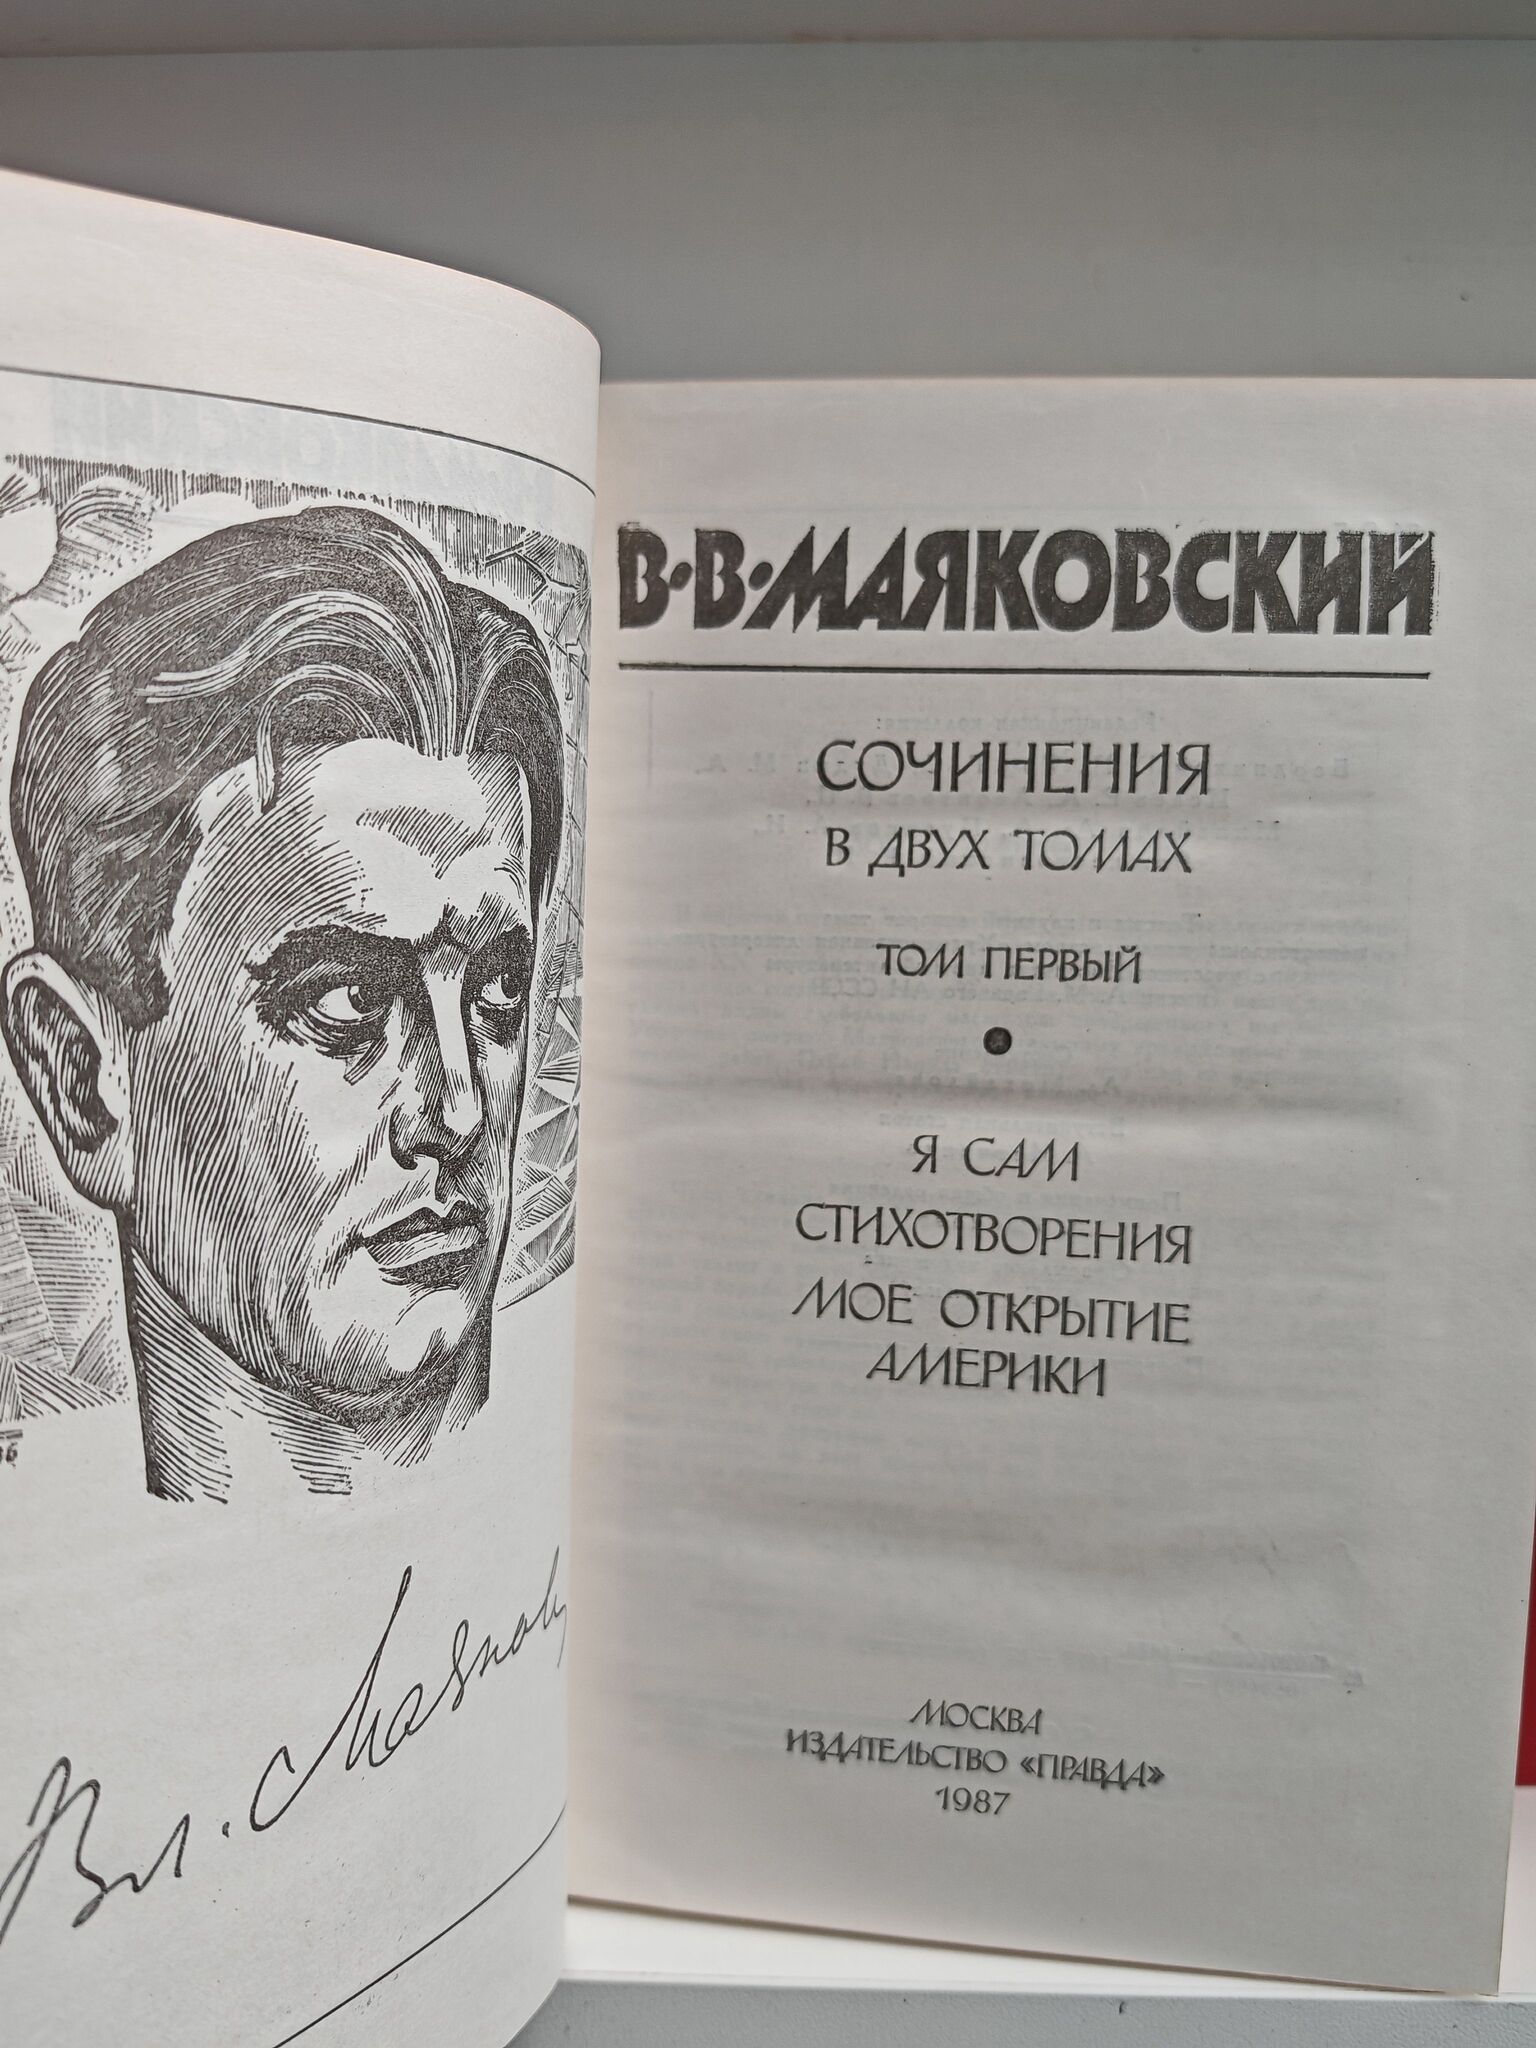 Вл. Маяков
В·В·МАЯКОВСКИЙ
СОЧИНЕНИЯ
В ДВУХ ТОМАХ
ТОМ ПЕРВЫЙ
Я САМ
СТИХОТВОРЕНИЯ
МОЕ ОТКРЫТИЕ
АМЕРИКИ
МОСКВА
ИЗДАТЕЛЬСТВО «ПРАВДА»
1987